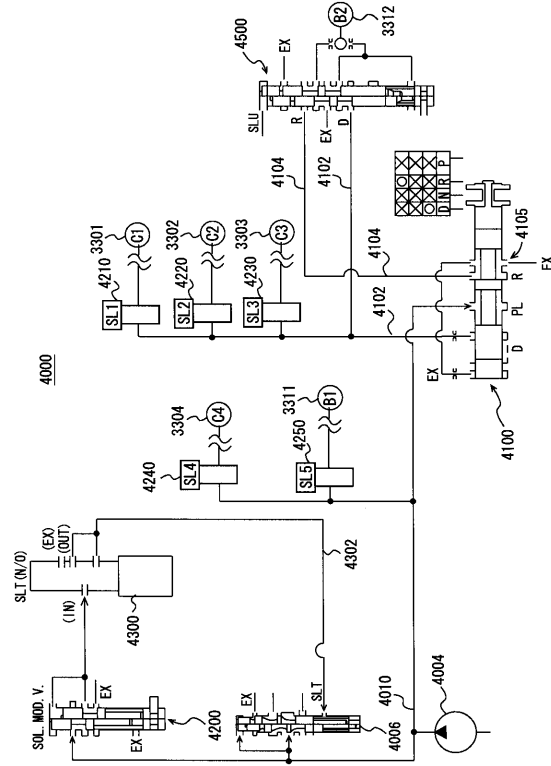 4000
SOL. MOD. V.
EX
EX
4200
SLT(N/O)
(EX)
(OUT)
(IN)
4300
4302
EX
SLT
4006
4010
4004
3304
C4
4240
SL4
3311
B1
4250
SL5
3301
C1
4210
SL1
3302
C2
4220
SL2
3303
C3
4230
SL3
4102
4104
EX
D
PL
R
EX
4100
4105
D N R P
4500
SLU
EX
R
EX
D
4104
4102
B2
3312